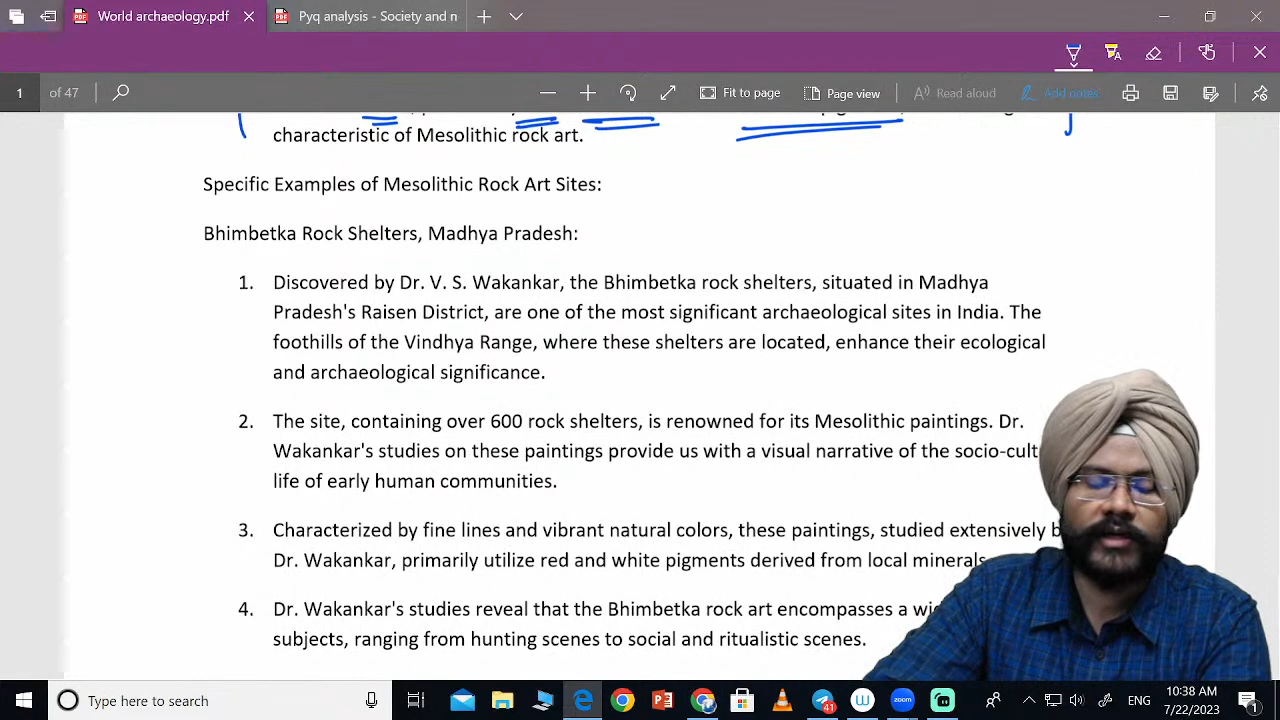 World archaeology.pdf
Pyq analysis - Society and n
1 of 47
Fit to page
Page view
Read aloud
Add notes
characteristic of Mesolithic rock art.
Specific Examples of Mesolithic Rock Art Sites:
Bhimbetka Rock Shelters, Madhya Pradesh:
1. Discovered by Dr. V. S. Wakankar, the Bhimbetka rock shelters, situated in Madhya
Pradesh's Raisen District, are one of the most significant archaeological sites in India. The
foothills of the Vindhya Range, where these shelters are located, enhance their ecological
and archaeological significance.
2. The site, containing over 600 rock shelters, is renowned for its Mesolithic paintings. Dr.
Wakankar's studies on these paintings provide us with a visual narrative of the socio-cult
life of early human communities.
3. Characterized by fine lines and vibrant natural colors, these paintings, studied extensively b
Dr. Wakankar, primarily utilize red and white pigments derived from local minerals
4. Dr. Wakankar's studies reveal that the Bhimbetka rock art encompasses a wi
subjects, ranging from hunting scenes to social and ritualistic scenes.
Type here to search
41
W
zoom
ENG
10:38 AM
7/22/2023
1